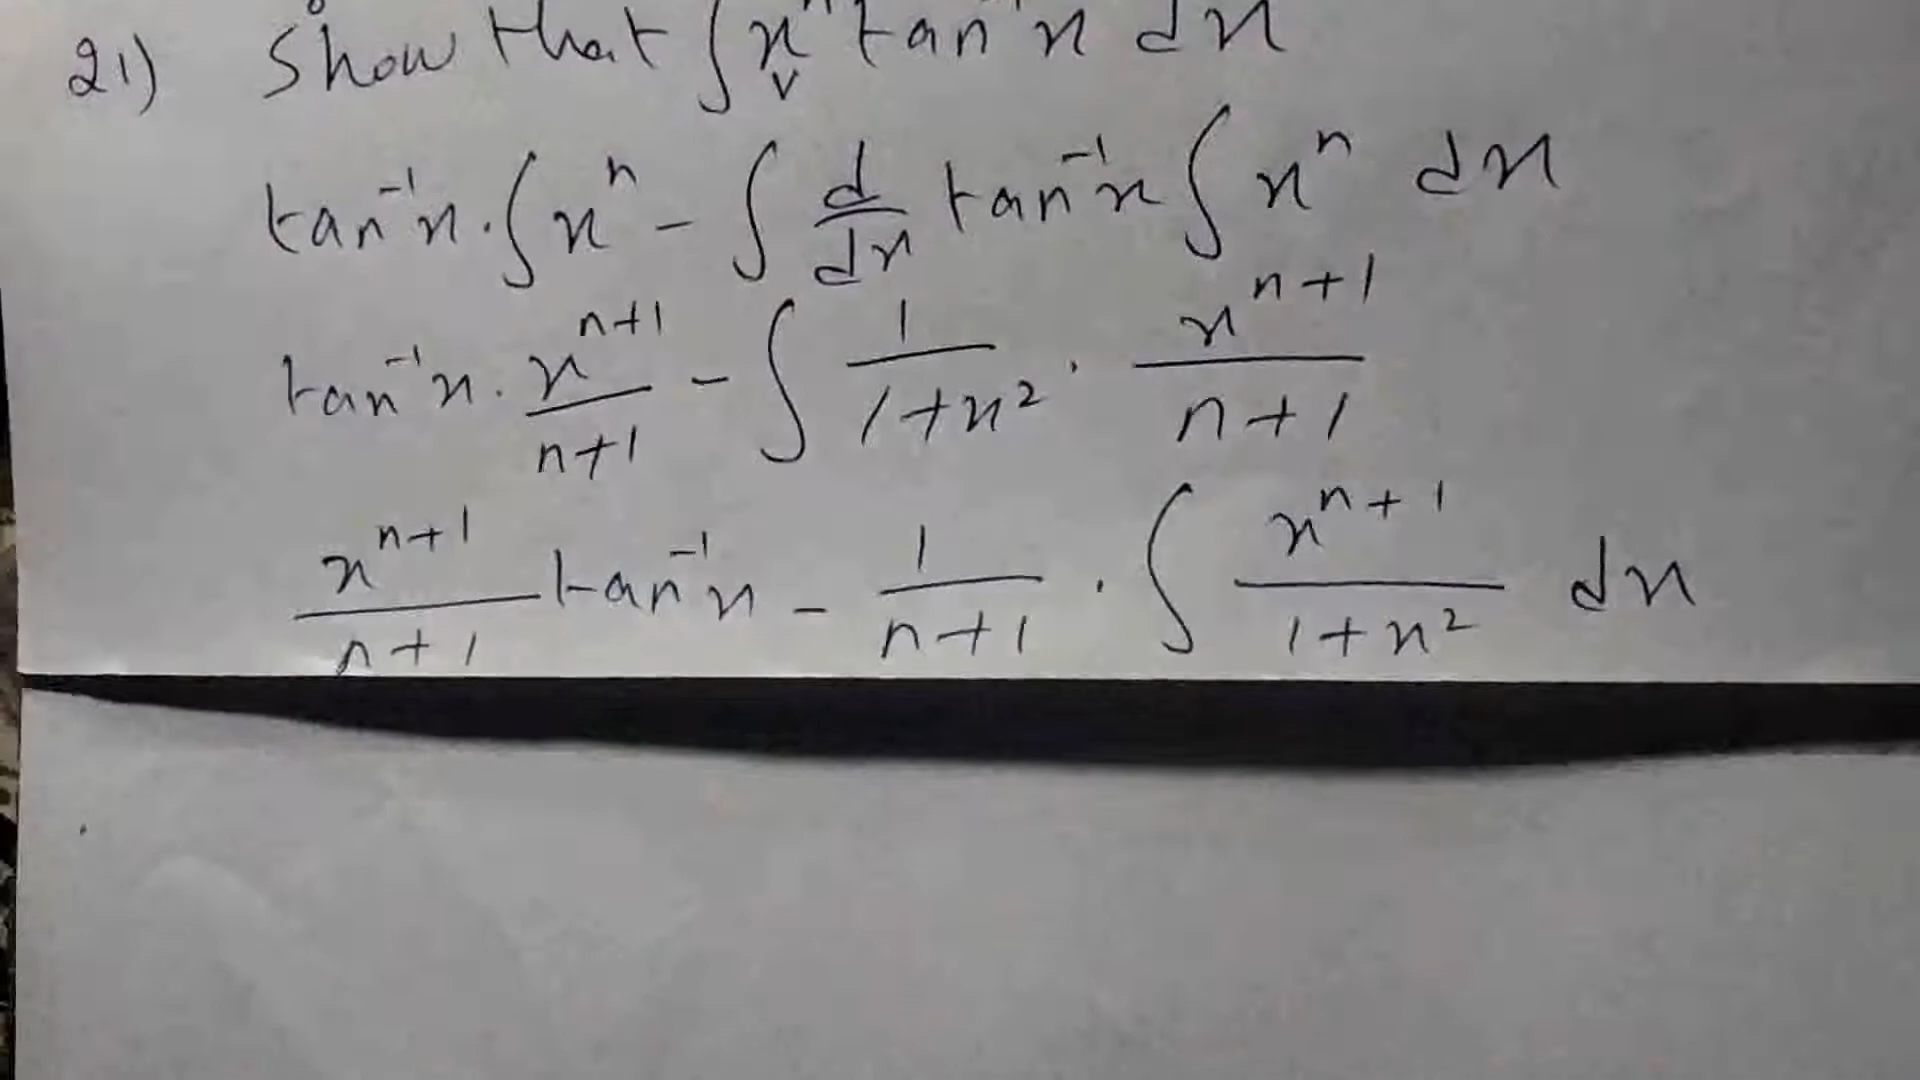 21) Show that ∫ xⁿ tan⁻¹x dx
v
tan⁻¹x . ∫ xⁿ - ∫ d/dx tan⁻¹x ∫ xⁿ dx
tan⁻¹x . xⁿ⁺¹/n+1 - ∫ 1/1+x² . xⁿ⁺¹/n+1
xⁿ⁺¹/n+1 tan⁻¹x - 1/n+1 . ∫ xⁿ⁺¹/1+x² dx